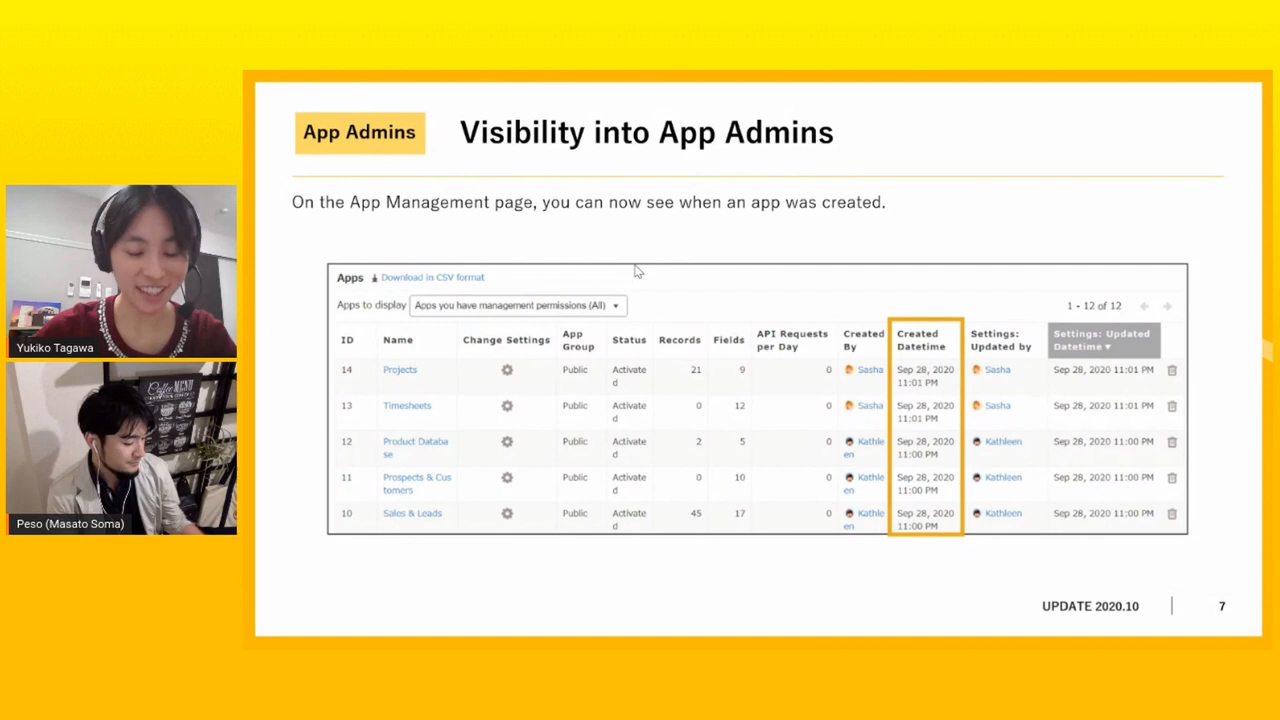 App Admins
Visibility into App Admins
On the App Management page, you can now see when an app was created.
Apps Download in CSV format
Apps to display Apps you have management permissions (All) 1 - 12 of 12
ID Name Change Settings App Group Status Records Fields API Requests per Day Created By Created Datetime Settings: Updated by Settings: Updated Datetime
14 Projects Public Activated 21 9 0 Sasha Sep 28, 2020 11:01 PM Sasha Sep 28, 2020 11:01 PM
13 Timesheets Public Activated 0 12 0 Sasha Sep 28, 2020 11:01 PM Sasha Sep 28, 2020 11:01 PM
12 Product Database Public Activated 2 5 0 Kathleen Sep 28, 2020 11:00 PM Kathleen Sep 28, 2020 11:00 PM
11 Prospects & Customers Public Activated 0 10 0 Kathleen Sep 28, 2020 11:00 PM Kathleen Sep 28, 2020 11:00 PM
10 Sales & Leads Public Activated 45 17 0 Kathleen Sep 28, 2020 11:00 PM Kathleen Sep 28, 2020 11:00 PM
UPDATE 2020.10 7
Yukiko Tagawa
Coffee MENU
Peso (Masato Soma)